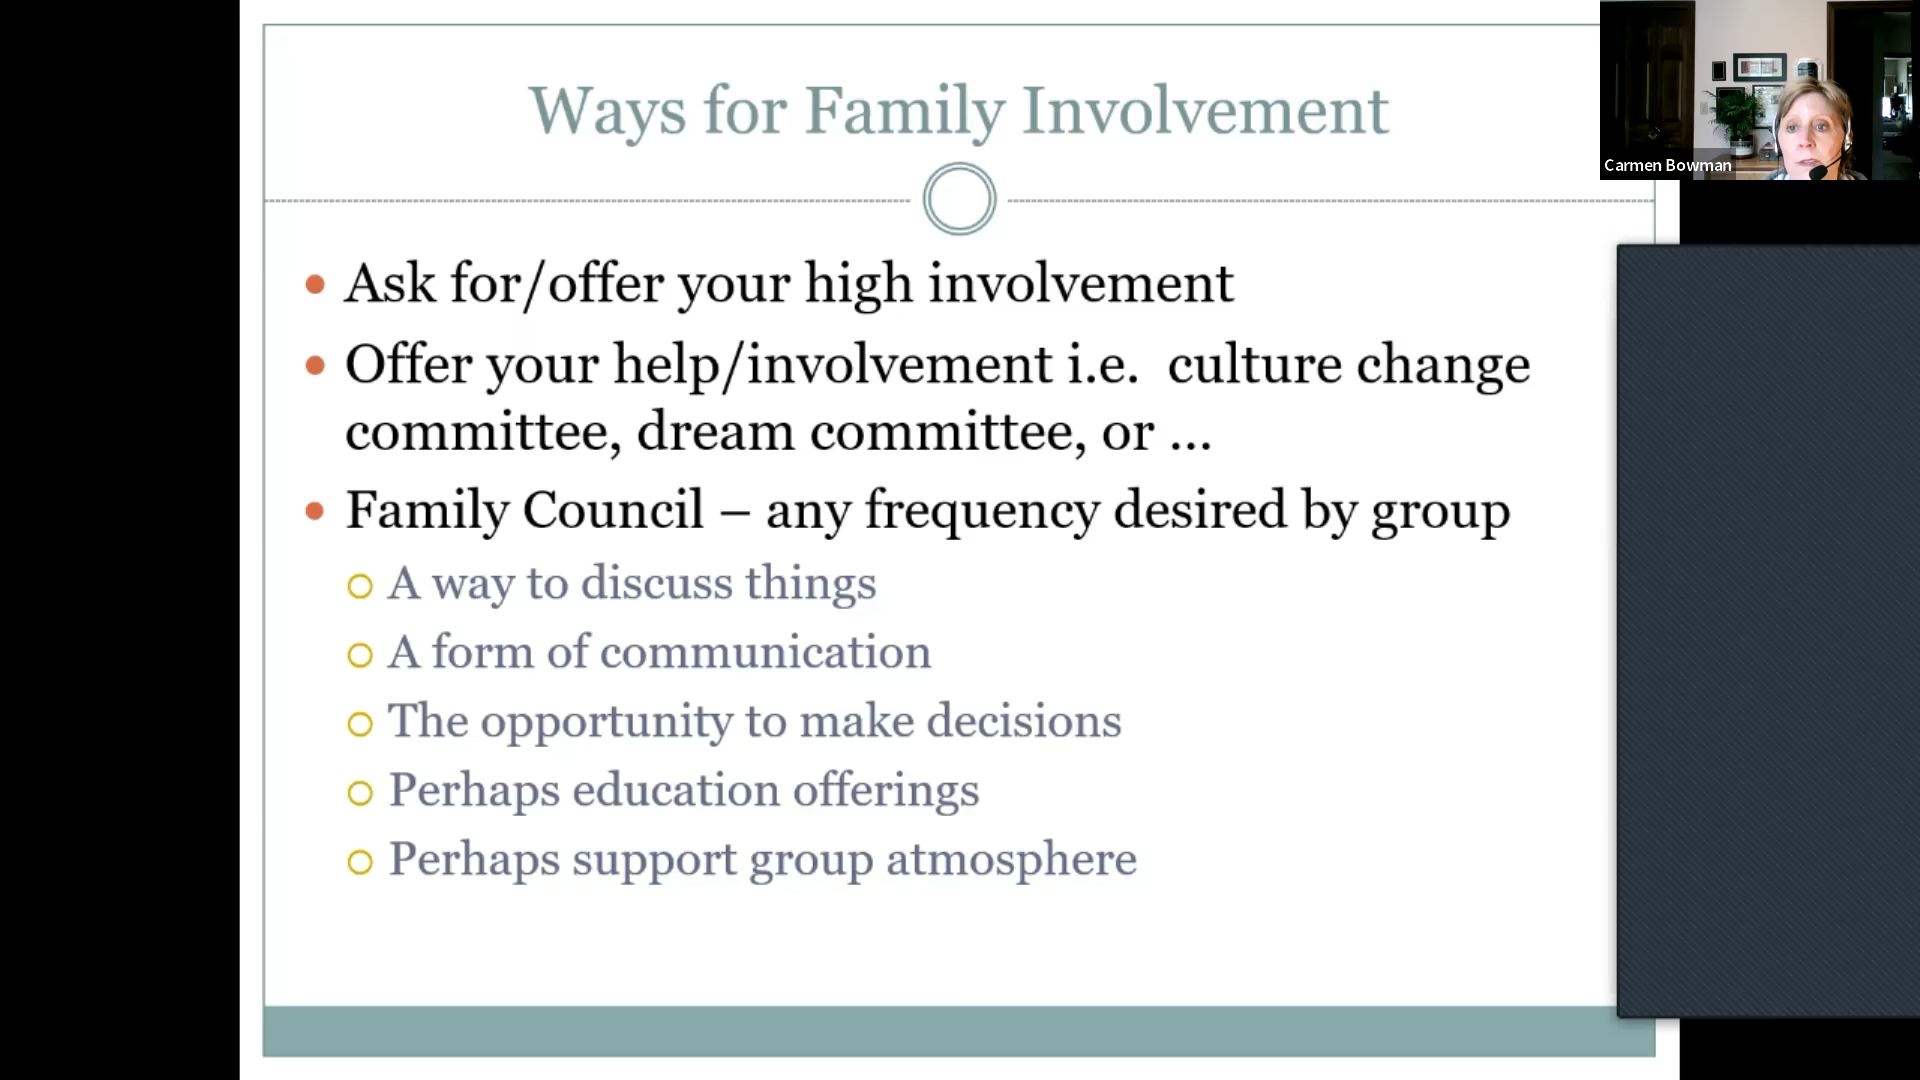 Ways for Family Involvement
Carmen Bowman
Ask for/offer your high involvement
Offer your help/involvement i.e.  culture change
committee, dream committee, or ...
Family Council – any frequency desired by group
A way to discuss things
A form of communication
The opportunity to make decisions
Perhaps education offerings
Perhaps support group atmosphere